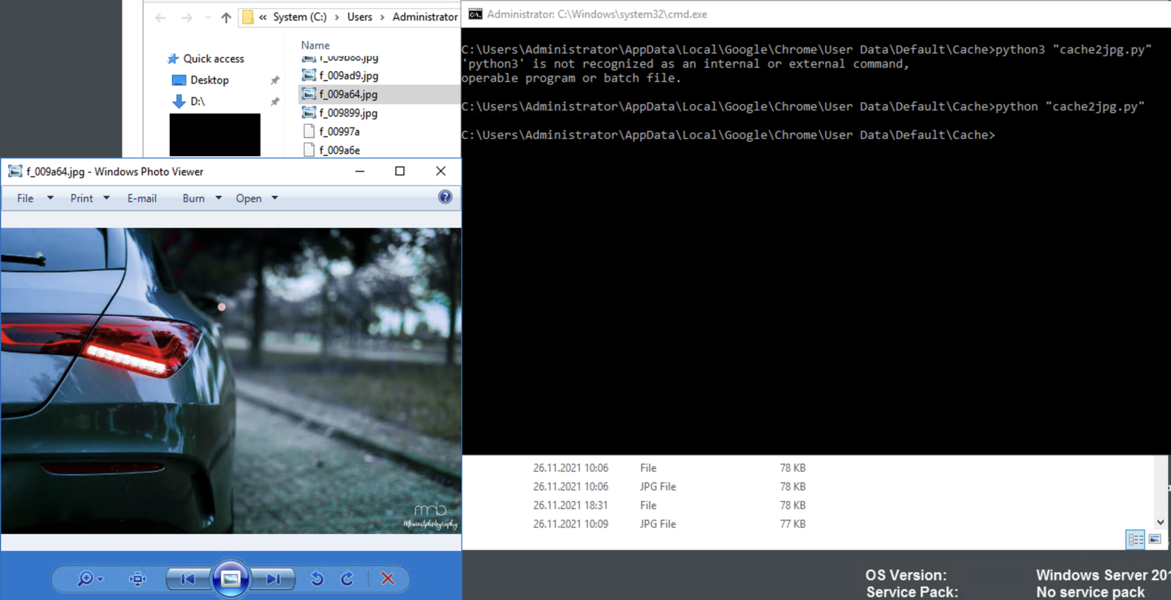 System (C:) Users Administrator
Name
Quick access
Desktop
D:\
f_009b88.jpg
f_009ad9.jpg
f_009a64.jpg
f_009899.jpg
f_00997a
f_009a6e
Administrator: C:\Windows\system32\cmd.exe
C:\Users\Administrator\AppData\Local\Google\Chrome\User Data\Default\Cache>python3 "cache2jpg.py"
'python3' is not recognized as an internal or external command,
operable program or batch file.
C:\Users\Administrator\AppData\Local\Google\Chrome\User Data\Default\Cache>python "cache2jpg.py"
C:\Users\Administrator\AppData\Local\Google\Chrome\User Data\Default\Cache>
f_009a64.jpg - Windows Photo Viewer
File Print E-mail Burn Open
mnb
26.11.2021 10:06 File 78 KB
26.11.2021 10:06 JPG File 78 KB
26.11.2021 18:31 File 78 KB
26.11.2021 10:09 JPG File 77 KB
OS Version: Windows Server 201
Service Pack: No service pack